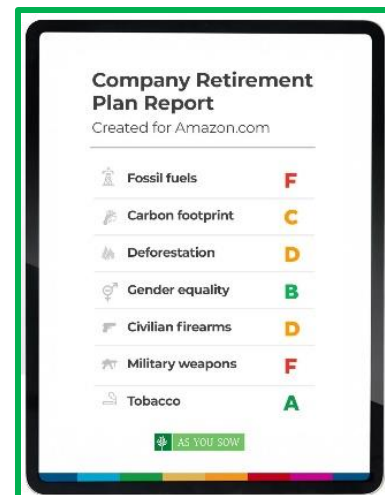 Company Retirement
Plan Report
Created for Amazon.com
Fossil fuels F
Carbon footprint C
Deforestation D
Gender equality B
Civilian firearms D
Military weapons F
Tobacco A
AS YOU SOW